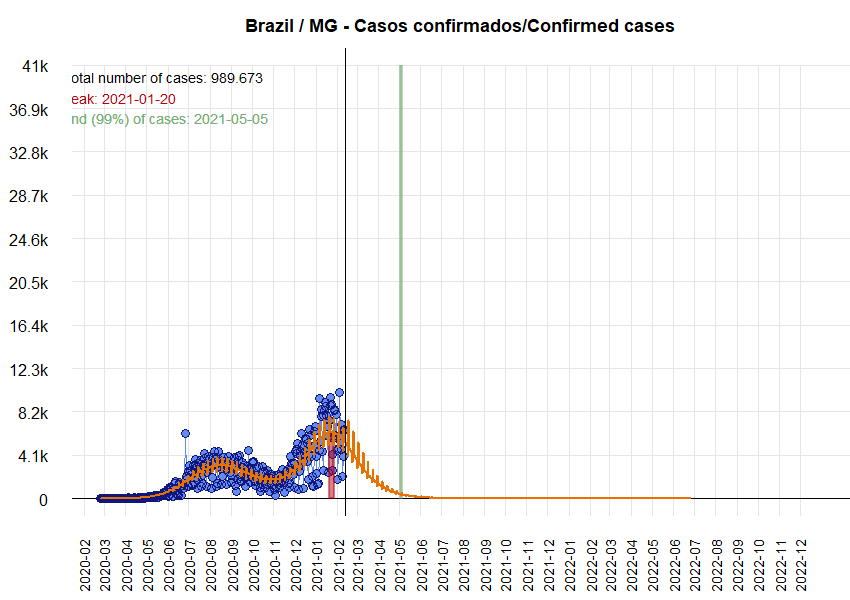 Brazil / MG - Casos confirmados/Confirmed cases
41k
otal number of cases: 989.673
eak: 2021-01-20
36.9k
nd (99%) of cases: 2021-05-05
32.8k
28.7k
24.6k
20.5k
16.4k
12.3k
8.2k
4.1k
0
2020-02
2020-03
2020-04
2020-05
2020-06
2020-07
2020-08
2020-09
2020-10
2020-11
2020-12
2021-01
2021-02
2021-03
2021-04
2021-05
2021-06
2021-07
2021-08
2021-09
2021-10
2021-11
2021-12
2022-01
2022-02
2022-03
2022-04
2022-05
2022-06
2022-07
2022-08
2022-09
2022-10
2022-11
2022-12